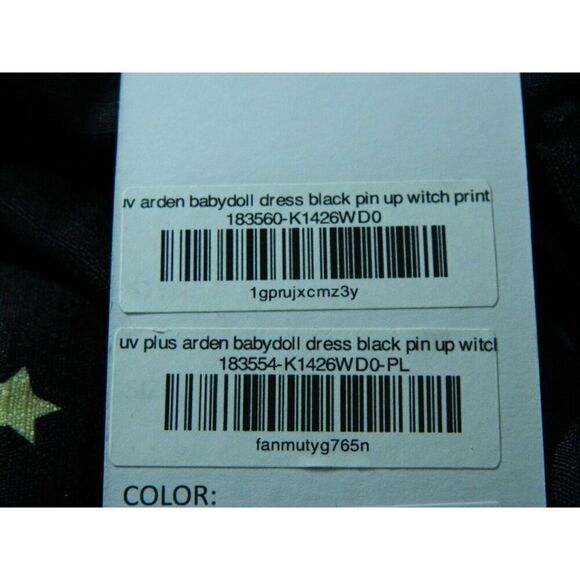 uv arden babydoll dress black pin up witch print
183560-K1426WD0
1gprujxcmz3y
uv plus arden babydoll dress black pin up witcl
183554-K1426WD0-PL
fanmutyg765n
COLOR: